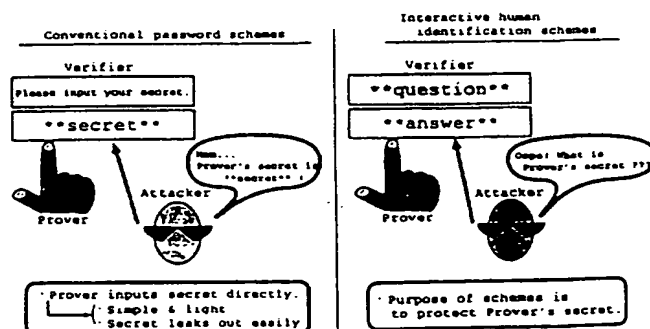 Conventional password schemes
Verifier
Please input your secret.
**secret**
Prover
Attacker
Hmm...
Prover's secret is
**secret** !
· Prover inputs secret directly.
· Simple & light
· Secret leaks out easily
Interactive human
identification schemes
Verifier
**question**
**answer**
Prover
Attacker
Oops! What is
Prover's secret ???
· Purpose of schemes is
to protect Prover's secret.